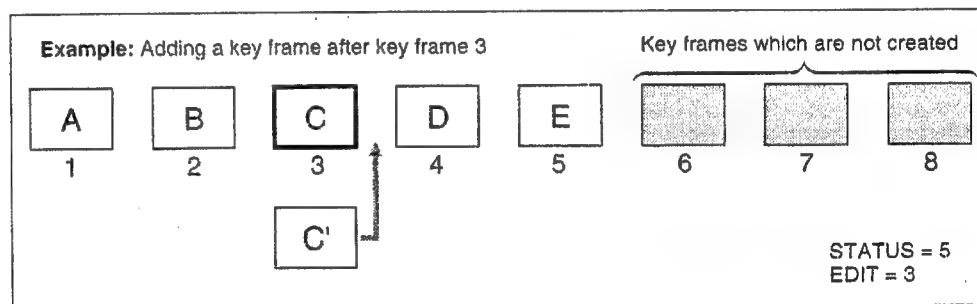 Example: Adding a key frame after key frame 3
Key frames which are not created
A B C D E
1 2 3 4 5 6 7 8
C'
STATUS = 5
EDIT = 3